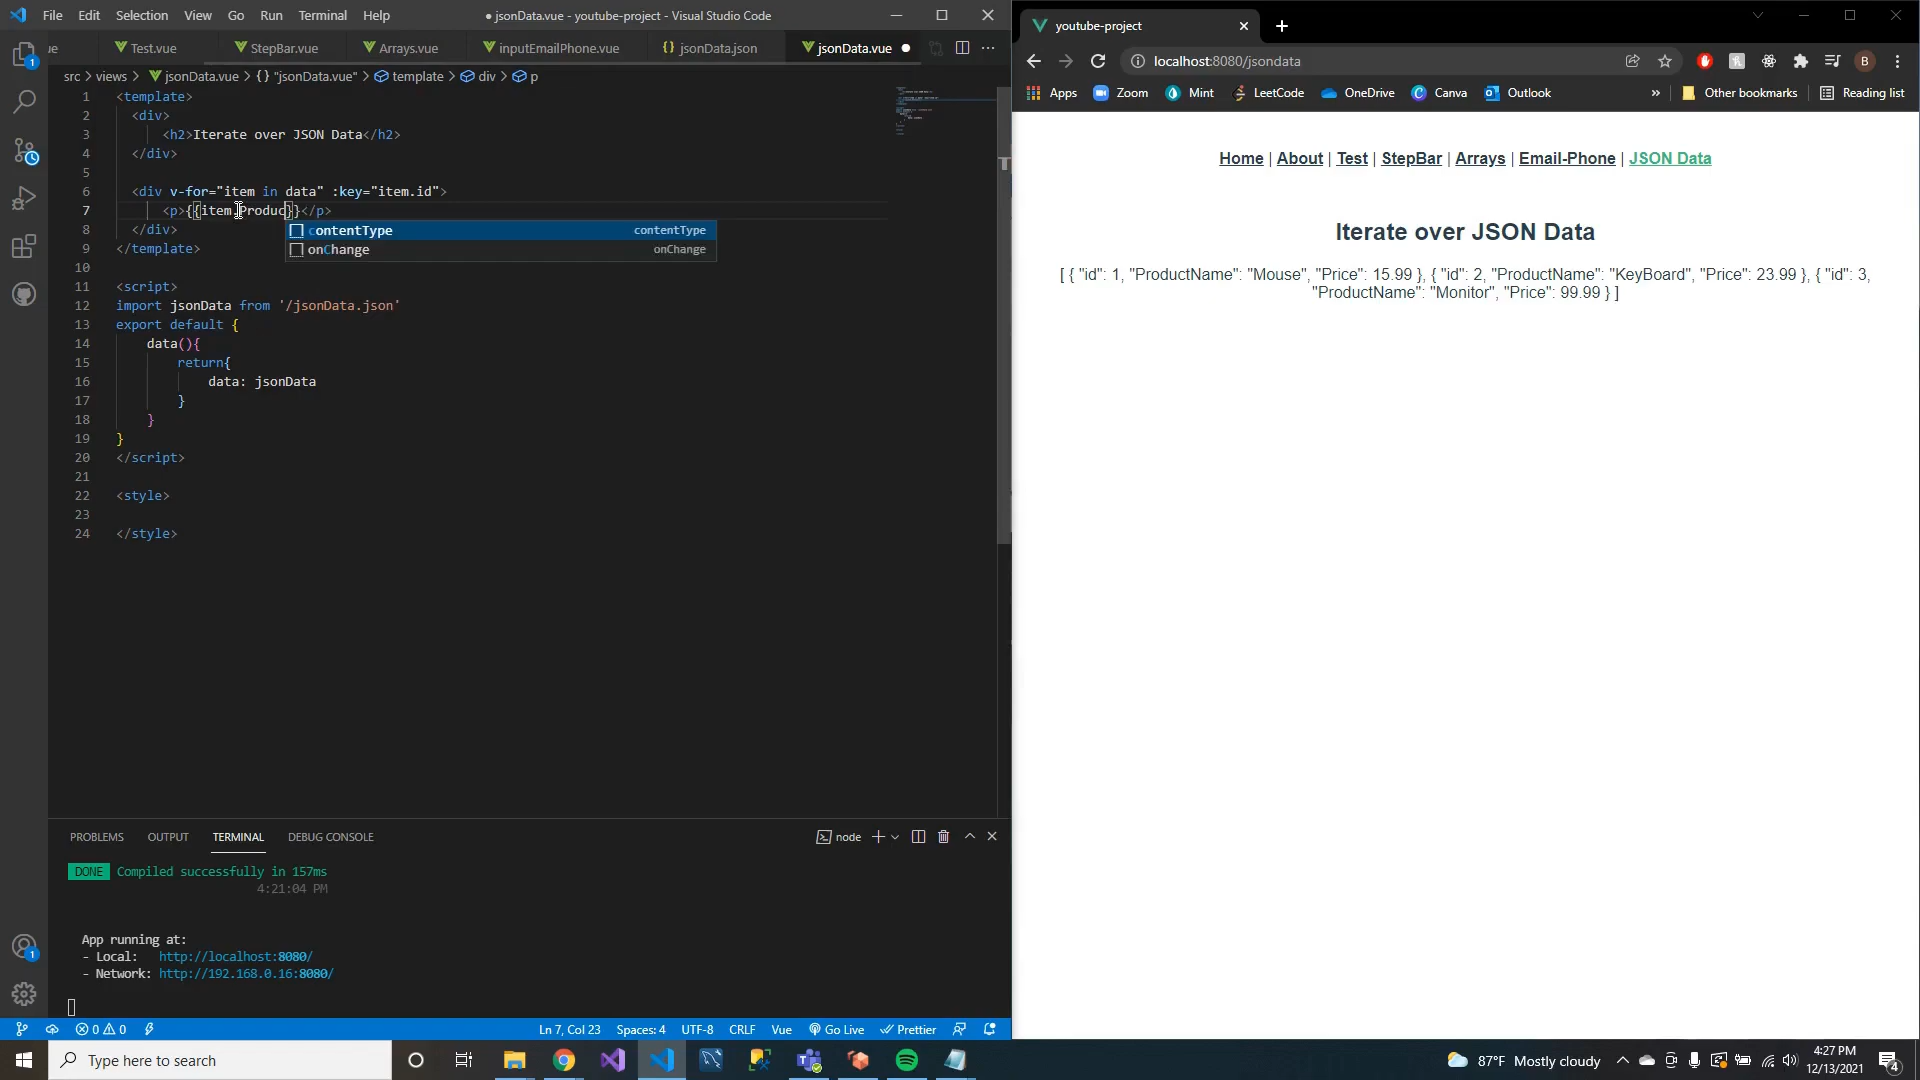 File Edit Selection View Go Run Terminal Help
● jsonData.vue - youtube-project - Visual Studio Code
ue Test.vue StepBar.vue Arrays.vue inputEmailPhone.vue {} jsonData.json jsonData.vue ●
src > views > jsonData.vue > {} "jsonData.vue" > template > div > p
1 <template>
2 <div>
3 <h2>Iterate over JSON Data</h2>
4 </div>
5
6 <div v-for="item in data" :key="item.id">
7 <p>{{item.Produc}}</p>
contentType contentType
onChange onChange
8 </div>
9 </template>
10
11 <script>
12 import jsonData from '/jsonData.json'
13 export default {
14 data(){
15 return{
16 data: jsonData
17 }
18 }
19 }
20 </script>
21
22 <style>
23
24 </style>
PROBLEMS OUTPUT TERMINAL DEBUG CONSOLE
node
DONE Compiled successfully in 157ms
4:21:04 PM
App running at:
- Local: http://localhost:8080/
- Network: http://192.168.0.16:8080/
0 0
Ln 7, Col 23 Spaces: 4 UTF-8 CRLF Vue Go Live Prettier
youtube-project
localhost:8080/jsondata
B
Apps Zoom Mint LeetCode OneDrive Canva Outlook » Other bookmarks Reading list
Home | About | Test | StepBar | Arrays | Email-Phone | JSON Data
Iterate over JSON Data
[ { "id": 1, "ProductName": "Mouse", "Price": 15.99 }, { "id": 2, "ProductName": "KeyBoard", "Price": 23.99 }, { "id": 3,
"ProductName": "Monitor", "Price": 99.99 } ]
Type here to search
87°F Mostly cloudy
4:27 PM
12/13/2021
4